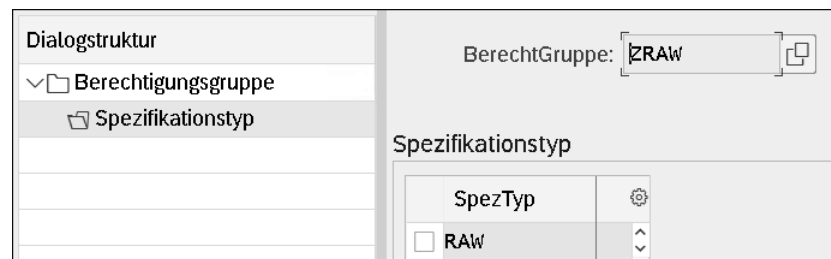 Dialogstruktur
Berechtigungsgruppe
Spezifikationstyp
BerechtGruppe: ZRAW
Spezifikationstyp
SpezTyp
RAW